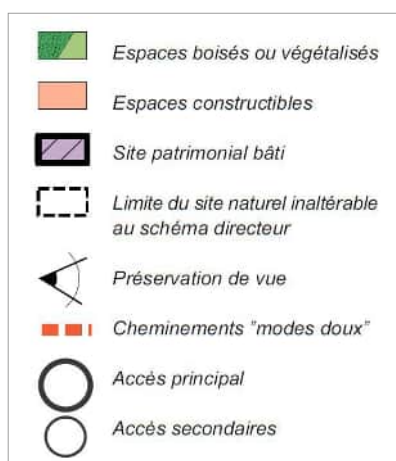 Espaces boisés ou végétalisés
Espaces constructibles
Site patrimonial bâti
Limite du site naturel inaltérable
au schéma directeur
Préservation de vue
Cheminements "modes doux"
Accès principal
Accès secondaires